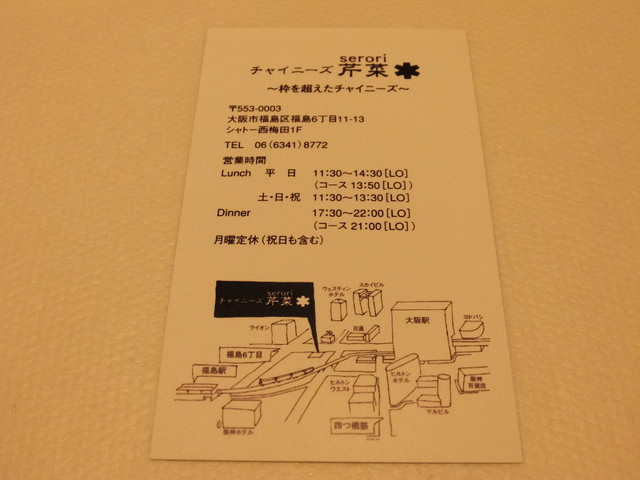 serori
チャイニーズ 芹菜
～枠を超えたチャイニーズ～
〒553-0003
大阪市福島区福島6丁目11-13
シャトー西梅田1F
TEL 06(6341)8772
営業時間
Lunch 平 日 11:30～14:30[LO]
(コース 13:50[LO])
土・日・祝 11:30～13:30[LO]
Dinner 17:30～22:00[LO]
(コース 21:00[LO])
月曜定休(祝日も含む)
serori
チャイニーズ 芹菜
ウェスティン
ホテル
スカイビル
大阪駅
ヨドバシ
ライオン
日通
福島6丁目
福島駅
ヒルトン
ウエスト
ヒルトン
ホテル
阪神
百貨店
マルビル
阪神ホテル
四つ橋筋